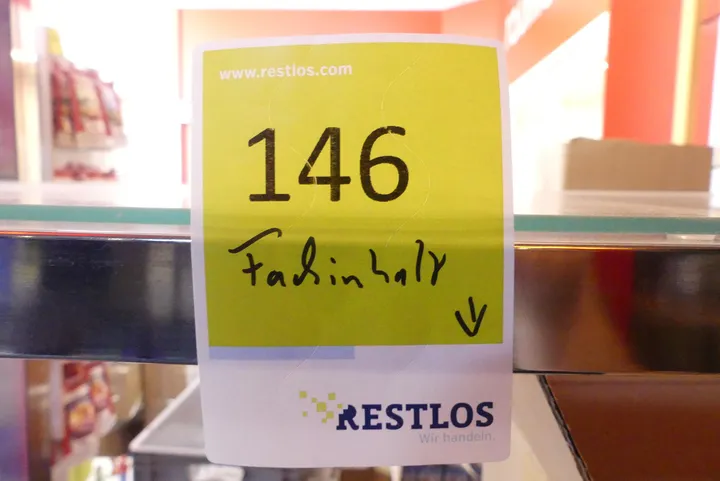 www.restlos.com
146
Fachinhalt
RESTLOS
Wir handeln.